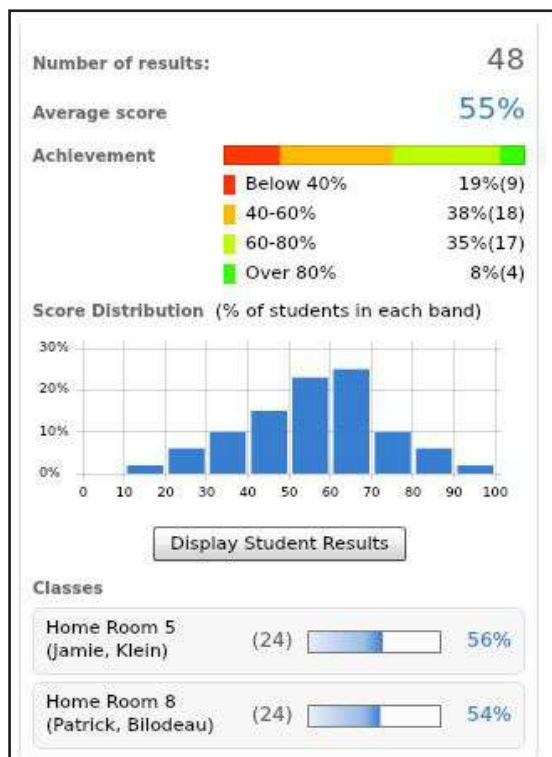 Number of results: 48
Average score 55%
Achievement
Below 40% 19%(9)
40-60% 38%(18)
60-80% 35%(17)
Over 80% 8%(4)
Score Distribution (% of students in each band)
30%
20%
10%
0%
0 10 20 30 40 50 60 70 80 90 100
Display Student Results
Classes
Home Room 5
(Jamie, Klein) (24) 56%
Home Room 8
(Patrick, Bilodeau) (24) 54%